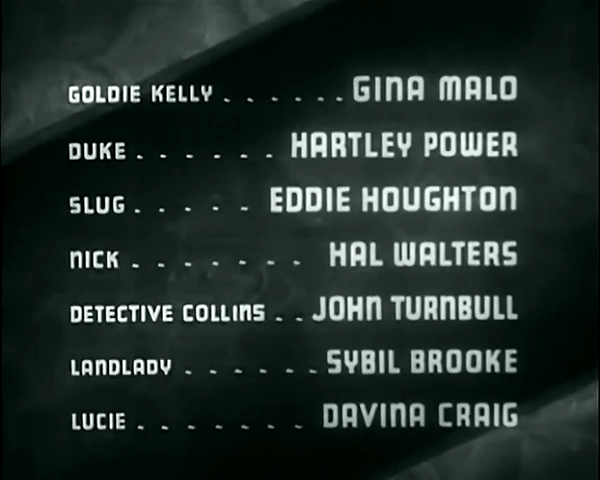 GOLDIE KELLY . . . . . . GINA MALO
DUKE . . . . . . HARTLEY POWER
SLUG . . . . . EDDIE HOUGHTON
NICK . . . . . . . HAL WALTERS
DETECTIVE COLLINS . . JOHN TURNBULL
LANDLADY . . . . . . SYBIL BROOKE
LUCIE . . . . . . . DAVINA CRAIG